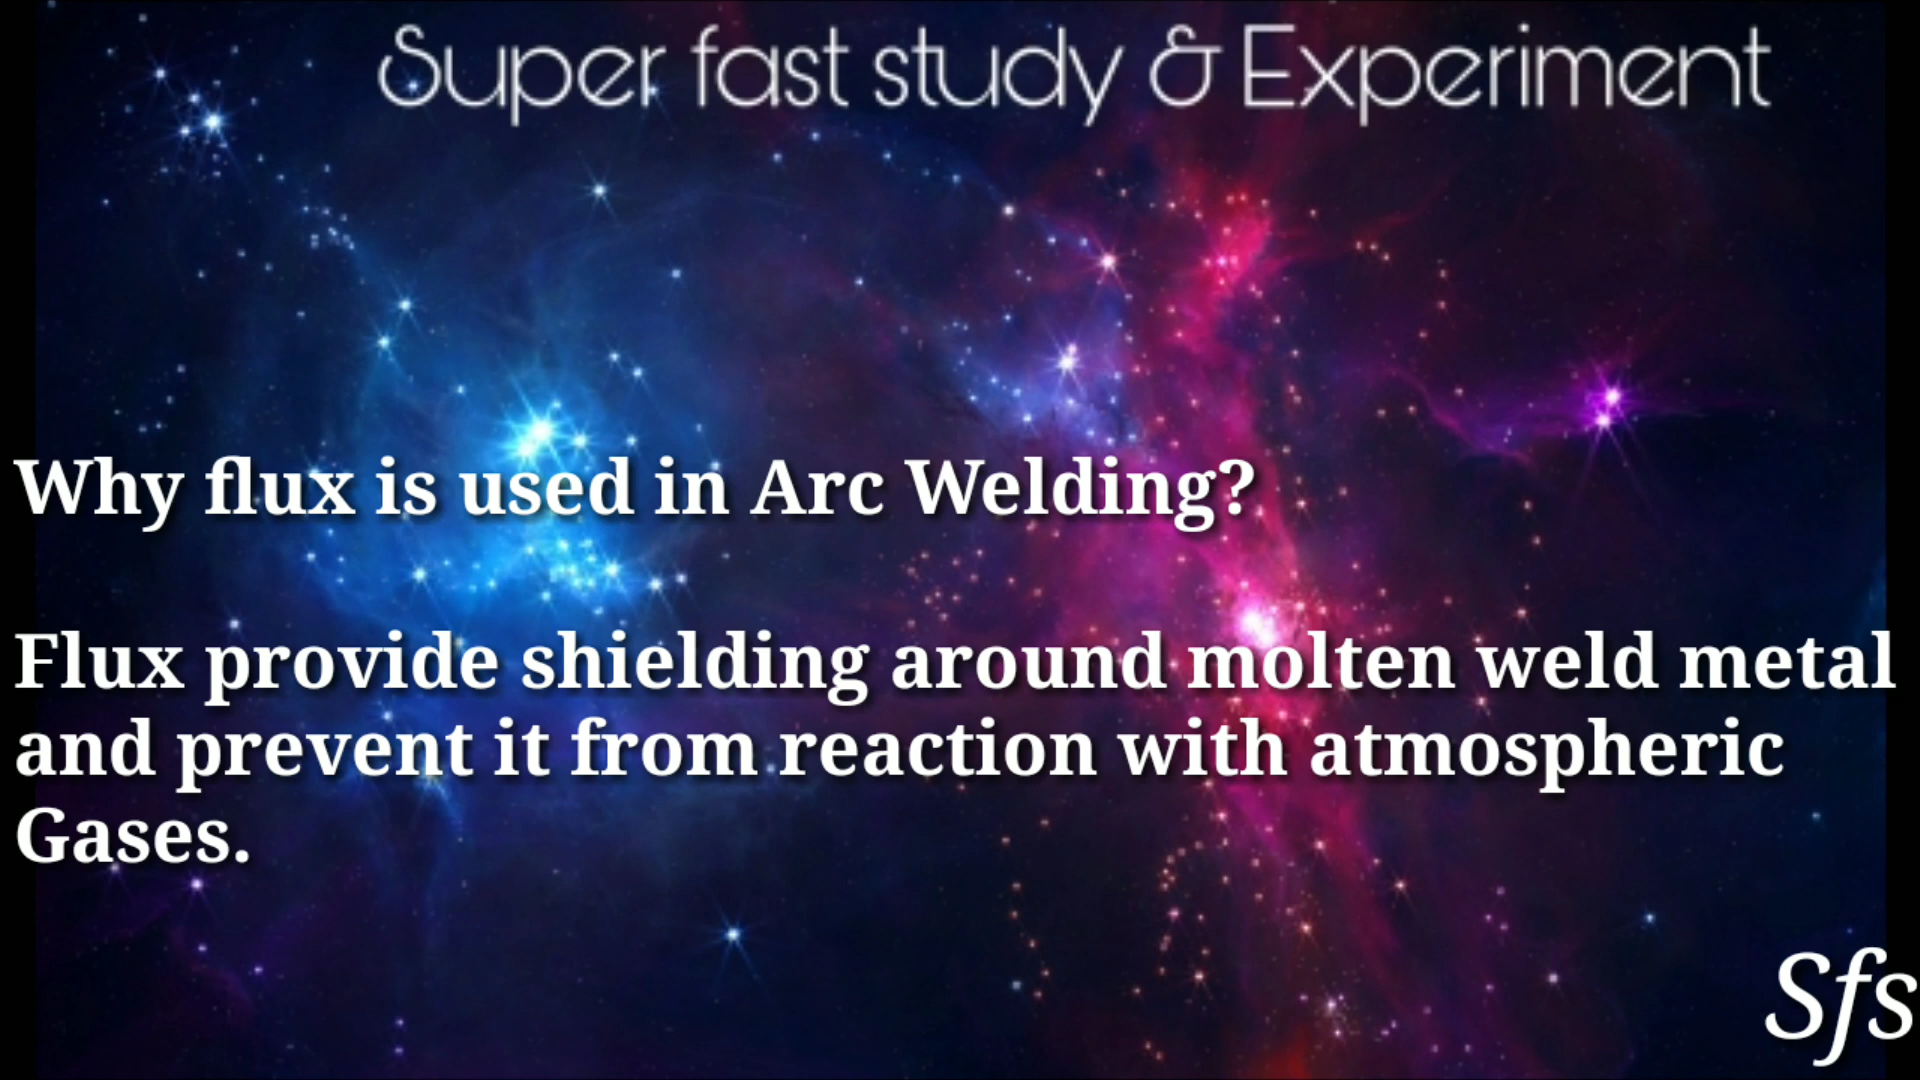 Super fast study & Experiment
Why flux is used in Arc Welding?
Flux provide shielding around molten weld metal
and prevent it from reaction with atmospheric
Gases.
Sfs